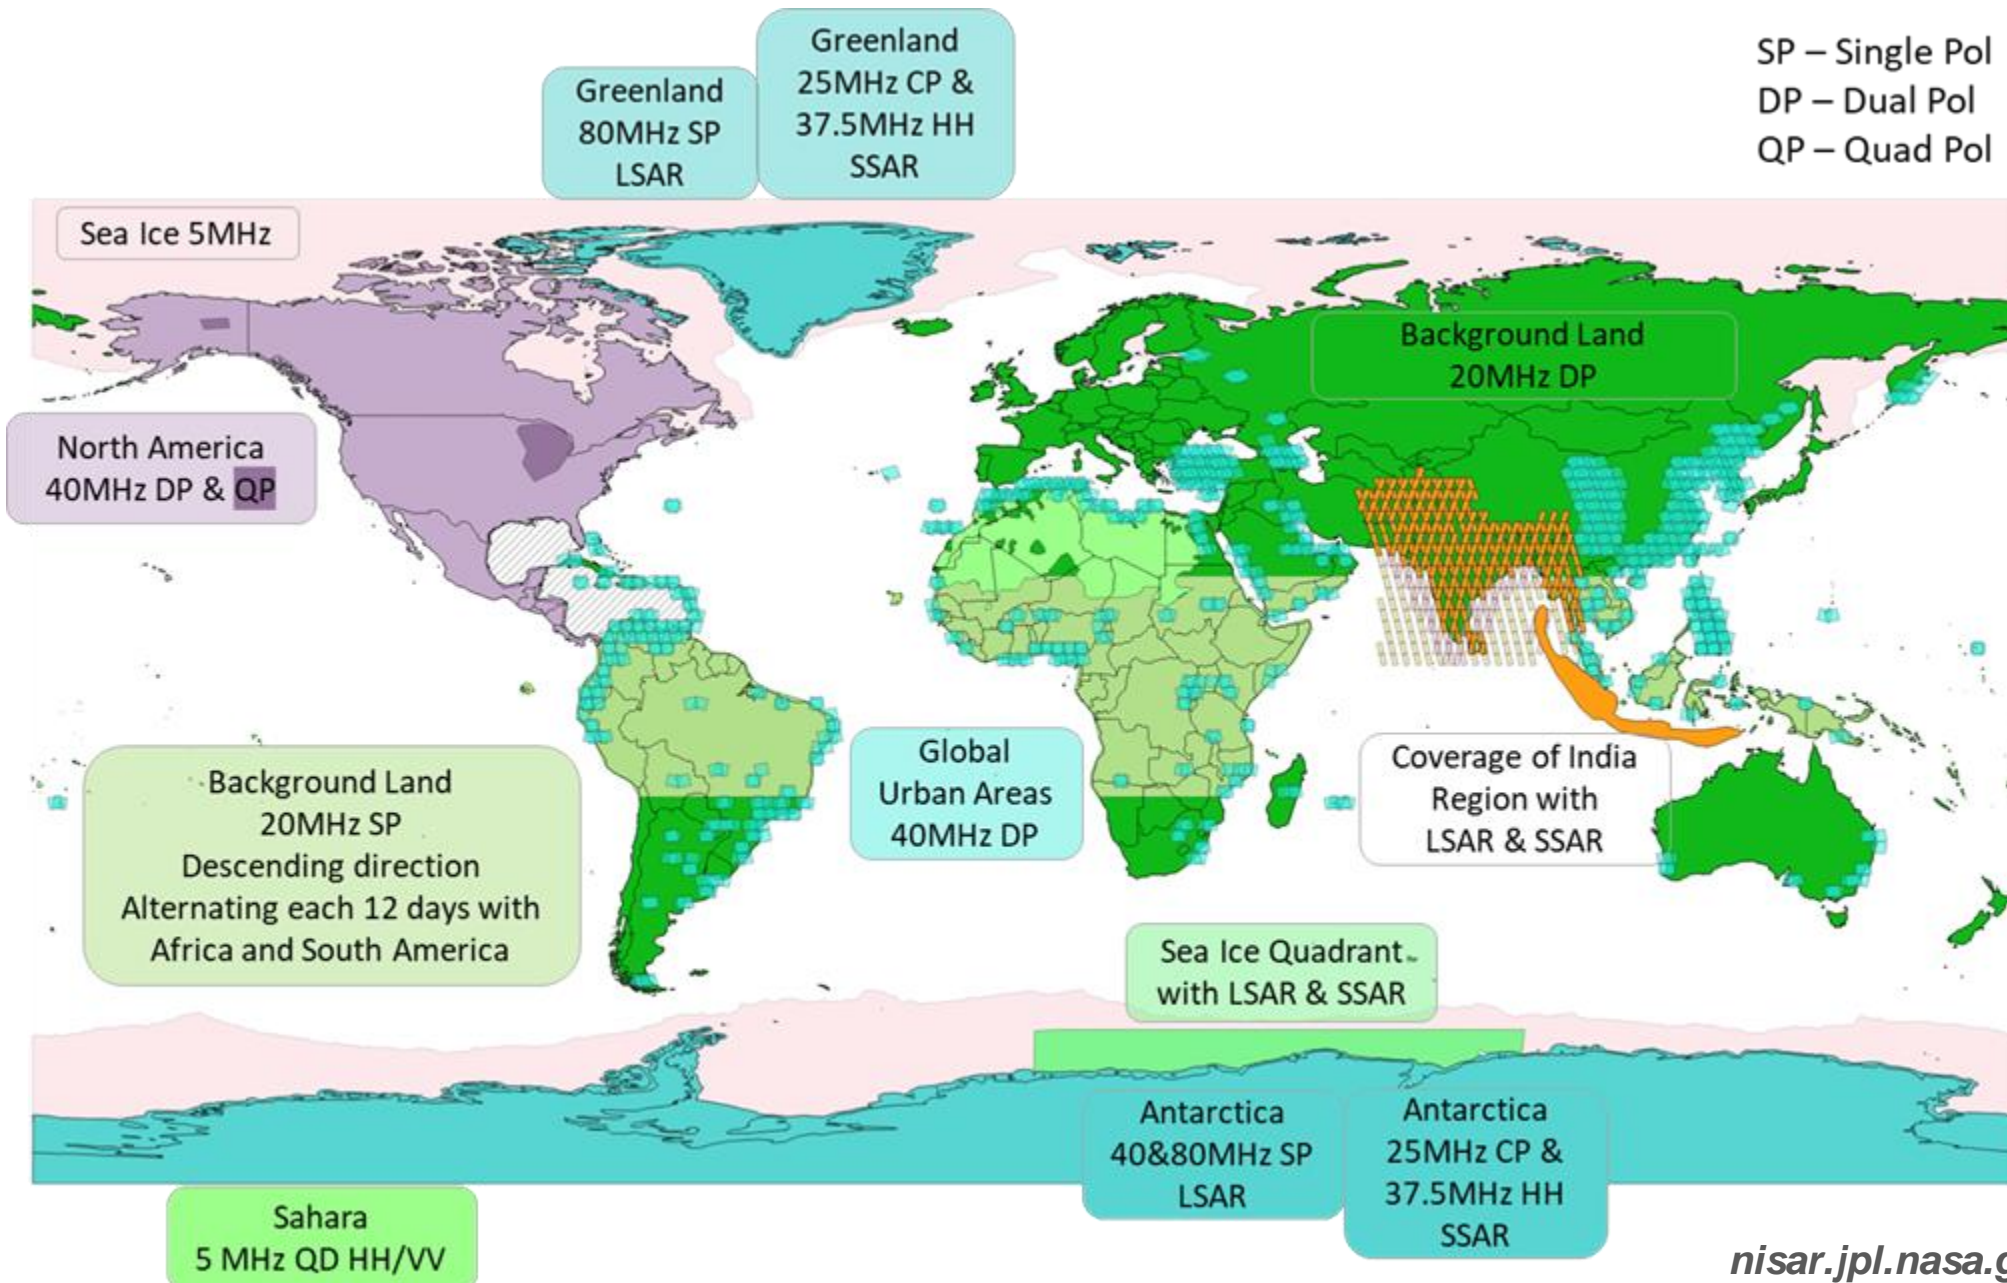 Greenland
80MHz SP
LSAR
Greenland
25MHz CP &
37.5MHz HH
SSAR
SP – Single Pol
DP – Dual Pol
QP – Quad Pol
Sea Ice 5MHz
Background Land
20MHz DP
North America
40MHz DP & QP
Background Land
20MHz SP
Descending direction
Alternating each 12 days with
Africa and South America
Global
Urban Areas
40MHz DP
Coverage of India
Region with
LSAR & SSAR
Sea Ice Quadrant
with LSAR & SSAR
Antarctica
40&80MHz SP
LSAR
Antarctica
25MHz CP &
37.5MHz HH
SSAR
Sahara
5 MHz QD HH/VV
nisar.jpl.nasa.g